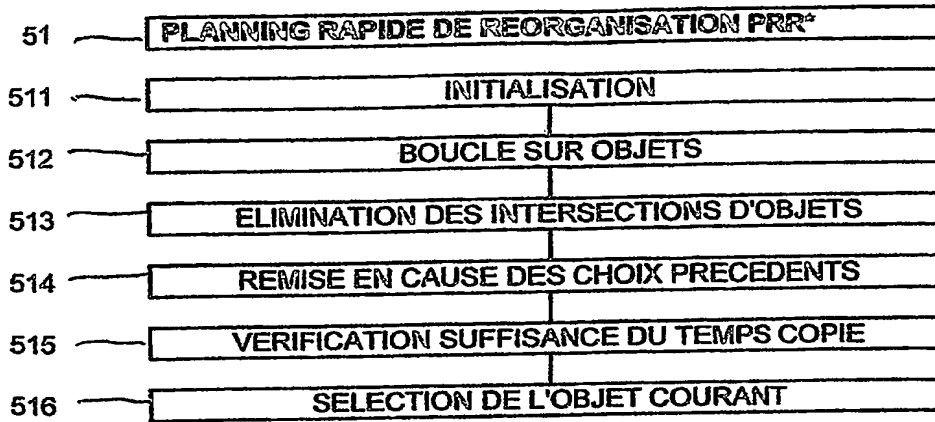 51 PLANNING RAPIDE DE REORGANISATION PRR*
511 INITIALISATION
512 BOUCLE SUR OBJETS
513 ELIMINATION DES INTERSECTIONS D'OBJETS
514 REMISE EN CAUSE DES CHOIX PRECEDENTS
515 VERIFICATION SUFFISANCE DU TEMPS COPIE
516 SELECTION DE L'OBJET COURANT